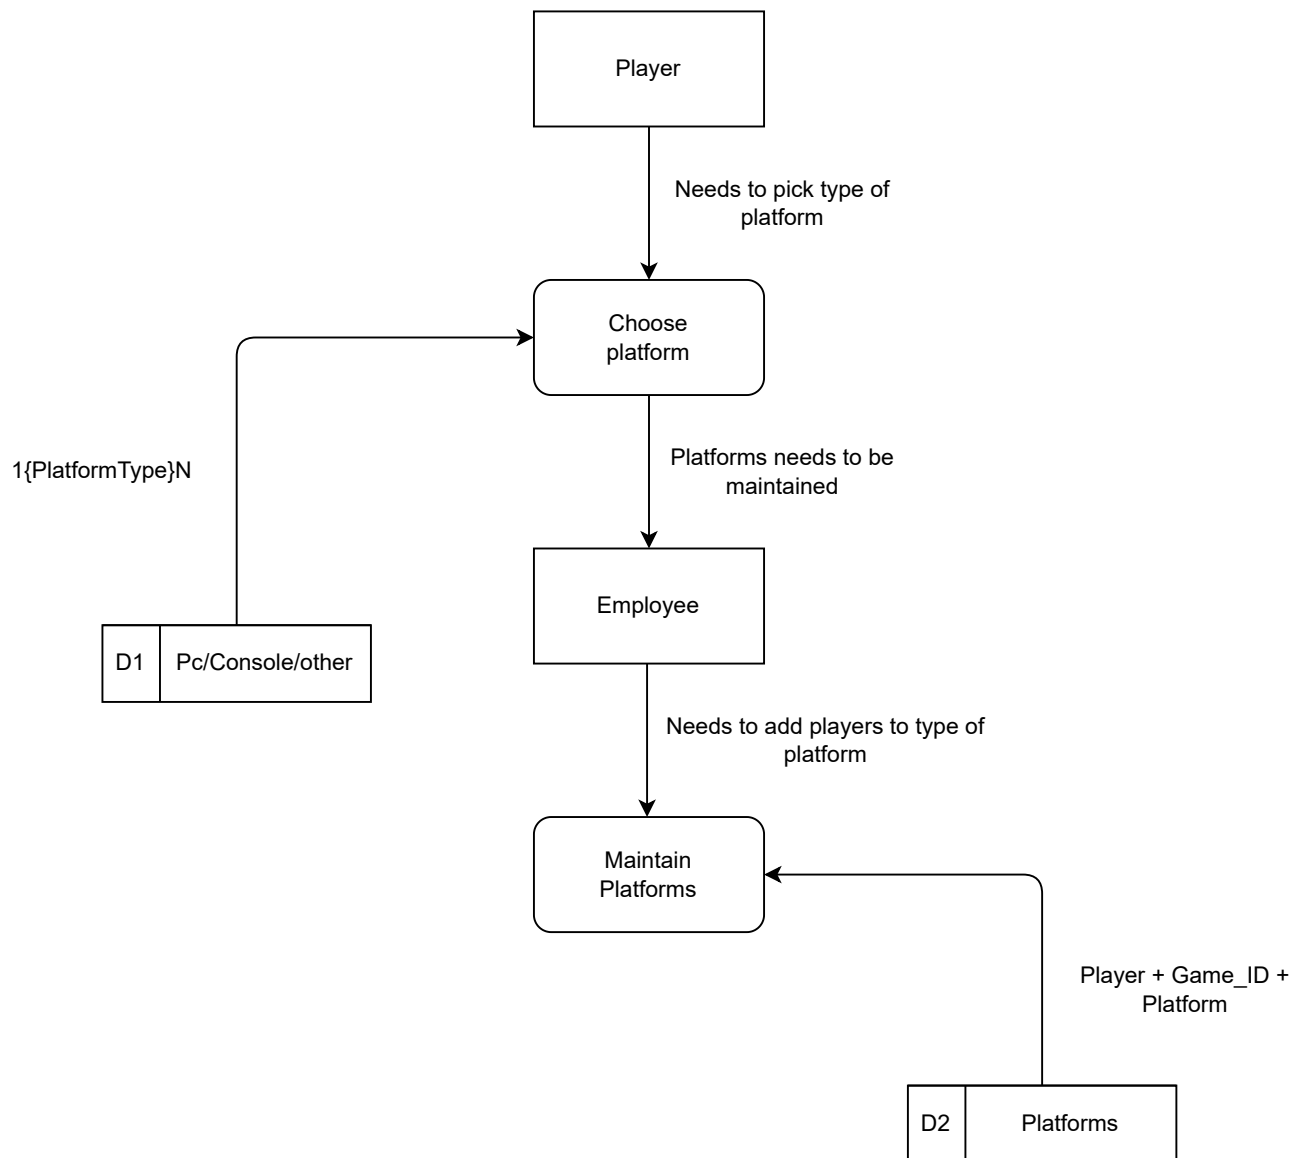 Player
Needs to pick type of
platform
Choose
platform
1{PlatformType}N
Platforms needs to be
maintained
Employee
D1
Pc/Console/other
Needs to add players to type of
platform
Maintain
Platforms
Player + Game_ID +
Platform
D2
Platforms